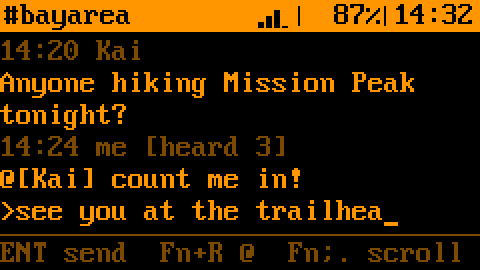 #bayarea 87%|14:32
14:20 Kai
Anyone hiking Mission Peak
tonight?
14:24 me [heard 3]
@[Kai] count me in!
>see you at the trailhea_
ENT send Fn+R @ Fn;. scroll